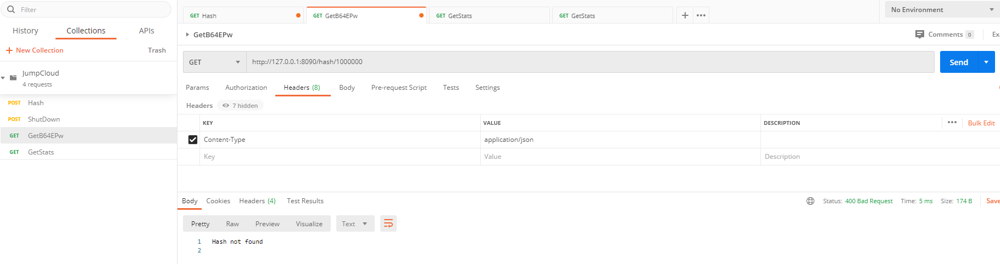 Filter
History Collections APIs
New Collection Trash
JumpCloud
4 requests
POST Hash
POST ShutDown
GET GetB64EPw
GET GetStats
GET Hash GET GetB64EPw GET GetStats GET GetStats + ••• No Environment
GetB64EPw Comments 0 Ex
GET http://127.0.0.1:8090/hash/1000000 Send
Params Authorization Headers (8) Body Pre-request Script Tests Settings
Headers 7 hidden
KEY VALUE DESCRIPTION ••• Bulk Edit
Content-Type application/json
Key Value Description
Body Cookies Headers (4) Test Results Status: 400 Bad Request Time: 5 ms Size: 174 B Save
Pretty Raw Preview Visualize Text
1 Hash not found
2